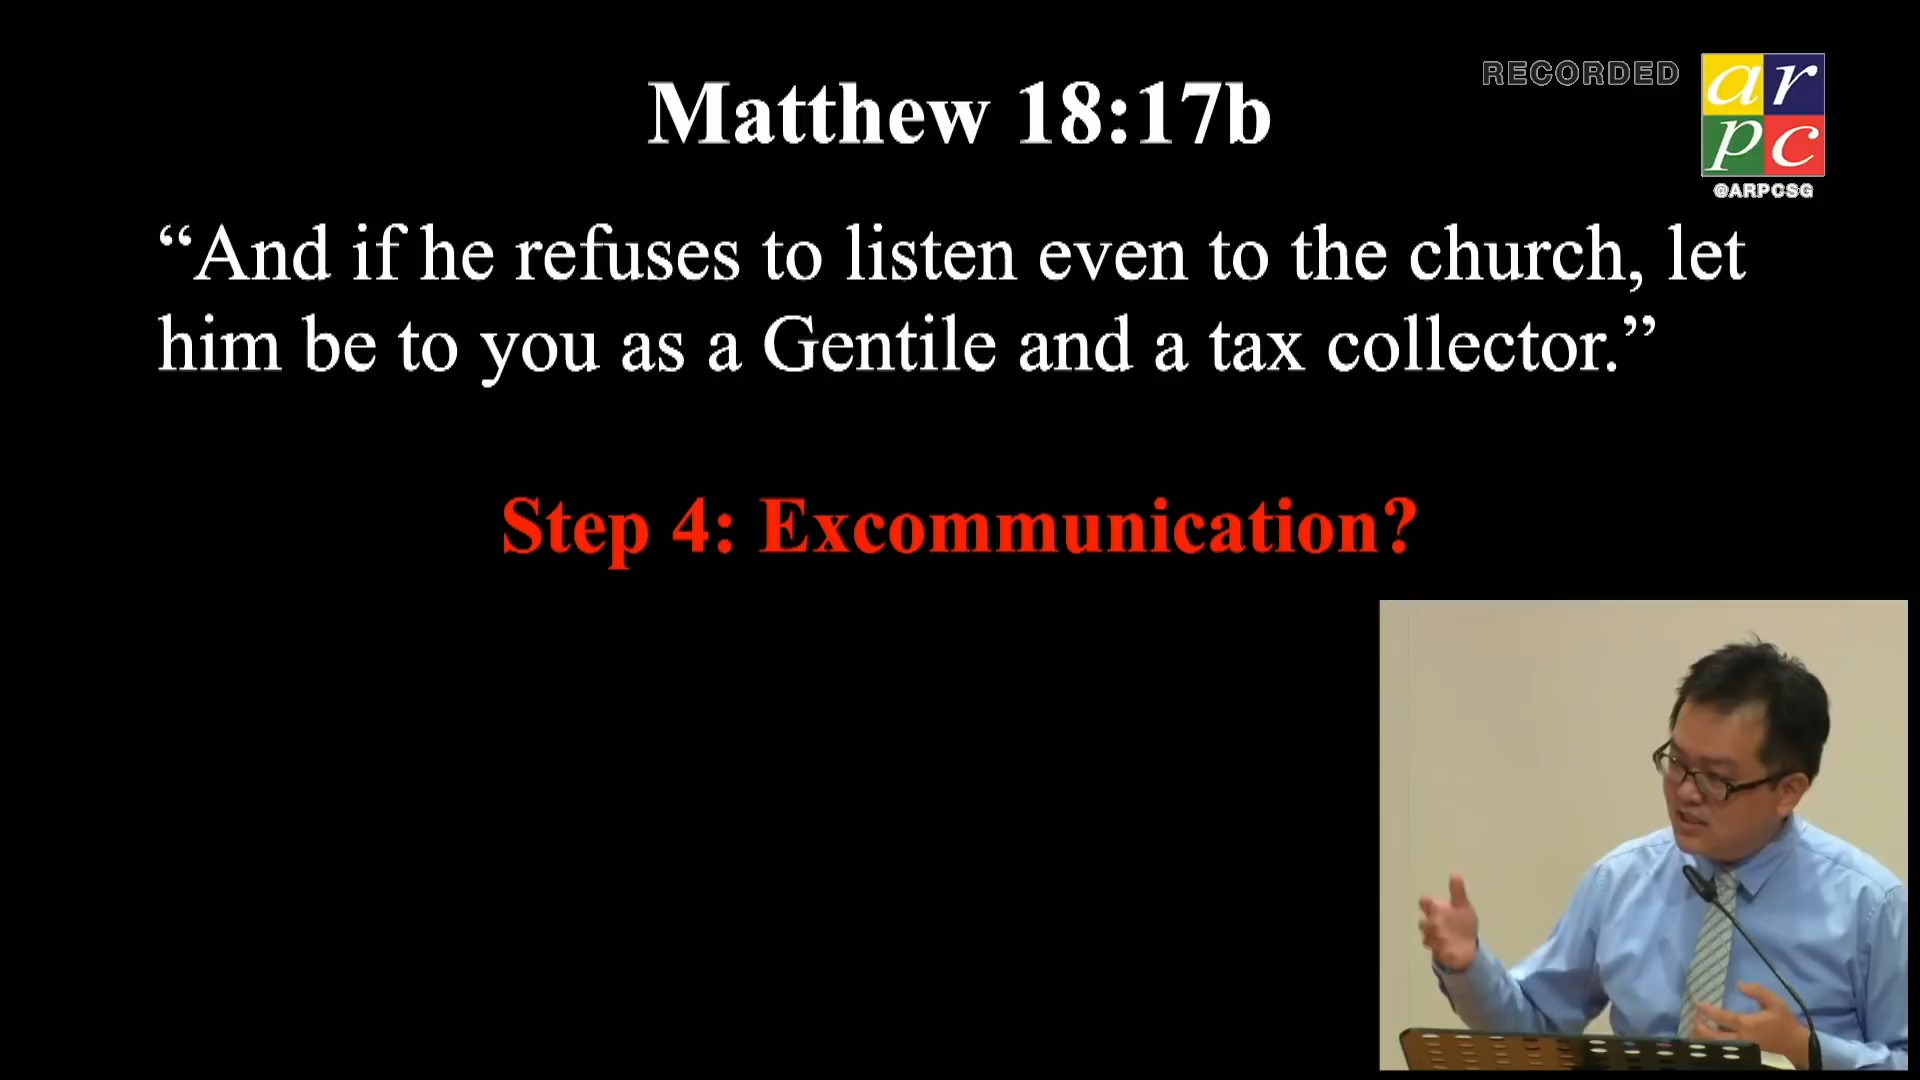 Matthew 18:17b
RECORDED
ar
pc
@ARPCSG
“And if he refuses to listen even to the church, let
him be to you as a Gentile and a tax collector.”
Step 4: Excommunication?